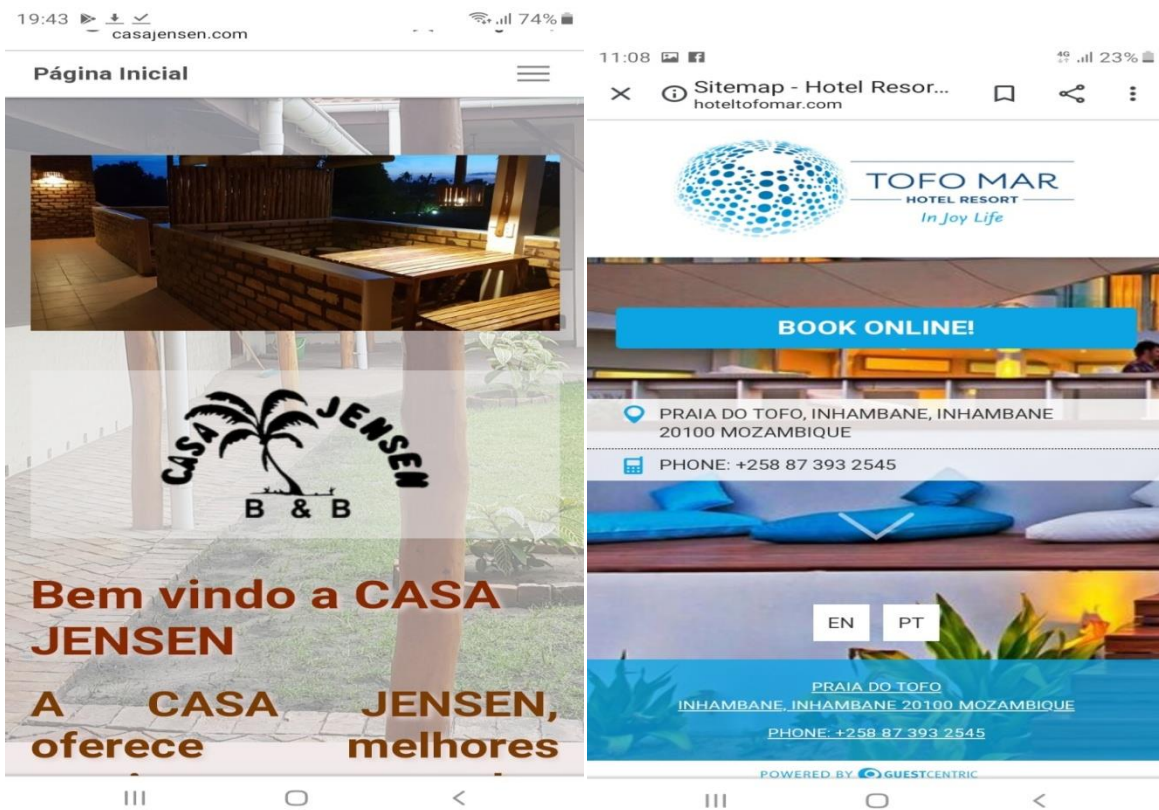 19:43
74%
casajensen.com
Página Inicial
CASA JENSEN
B & B
Bem vindo a CASA
JENSEN
A CASA JENSEN,
oferece melhores
11:08
4G
23%
Sitemap - Hotel Resor...
hoteltofomar.com
TOFO MAR
HOTEL RESORT
In Joy Life
BOOK ONLINE!
PRAIA DO TOFO, INHAMBANE, INHAMBANE
20100 MOZAMBIQUE
PHONE: +258 87 393 2545
EN PT
PRAIA DO TOFO
INHAMBANE, INHAMBANE 20100 MOZAMBIQUE
PHONE: +258 87 393 2545
POWERED BY GUESTCENTRIC